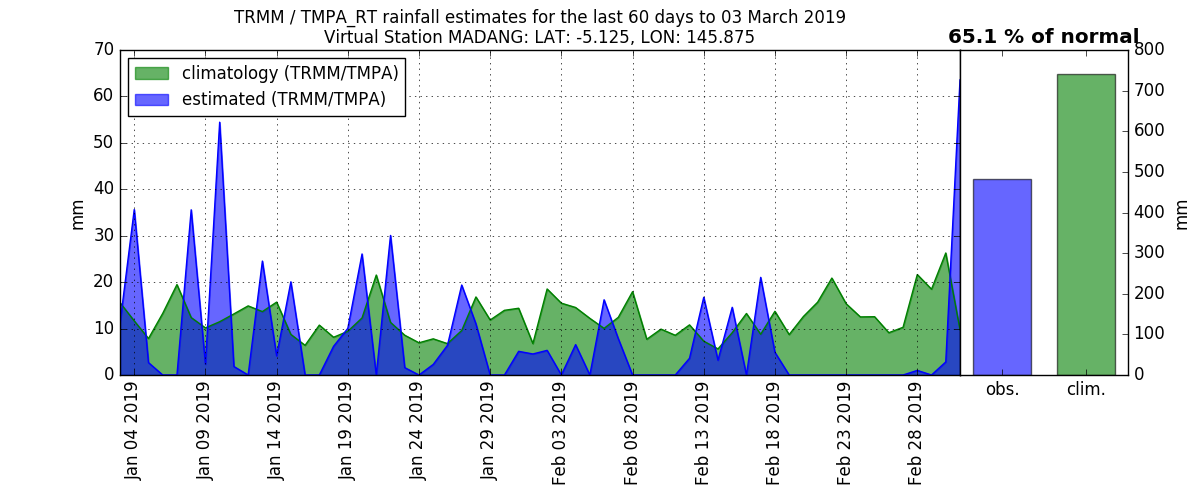 TRMM / TMPA_RT rainfall estimates for the last 60 days to 03 March 2019
Virtual Station MADANG: LAT: -5.125, LON: 145.875
65.1 % of normal
climatology (TRMM/TMPA)
estimated (TRMM/TMPA)
70
60
50
40
30
20
10
0
mm
Jan 04 2019
Jan 09 2019
Jan 14 2019
Jan 19 2019
Jan 24 2019
Jan 29 2019
Feb 03 2019
Feb 08 2019
Feb 13 2019
Feb 18 2019
Feb 23 2019
Feb 28 2019
obs.
clim.
800
700
600
500
400
300
200
100
0
mm